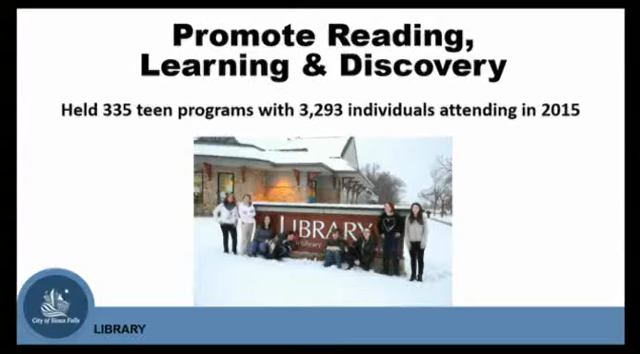 Promote Reading,
Learning & Discovery
Held 335 teen programs with 3,293 individuals attending in 2015
LIBRARY
Library
City of Sioux Falls
LIBRARY